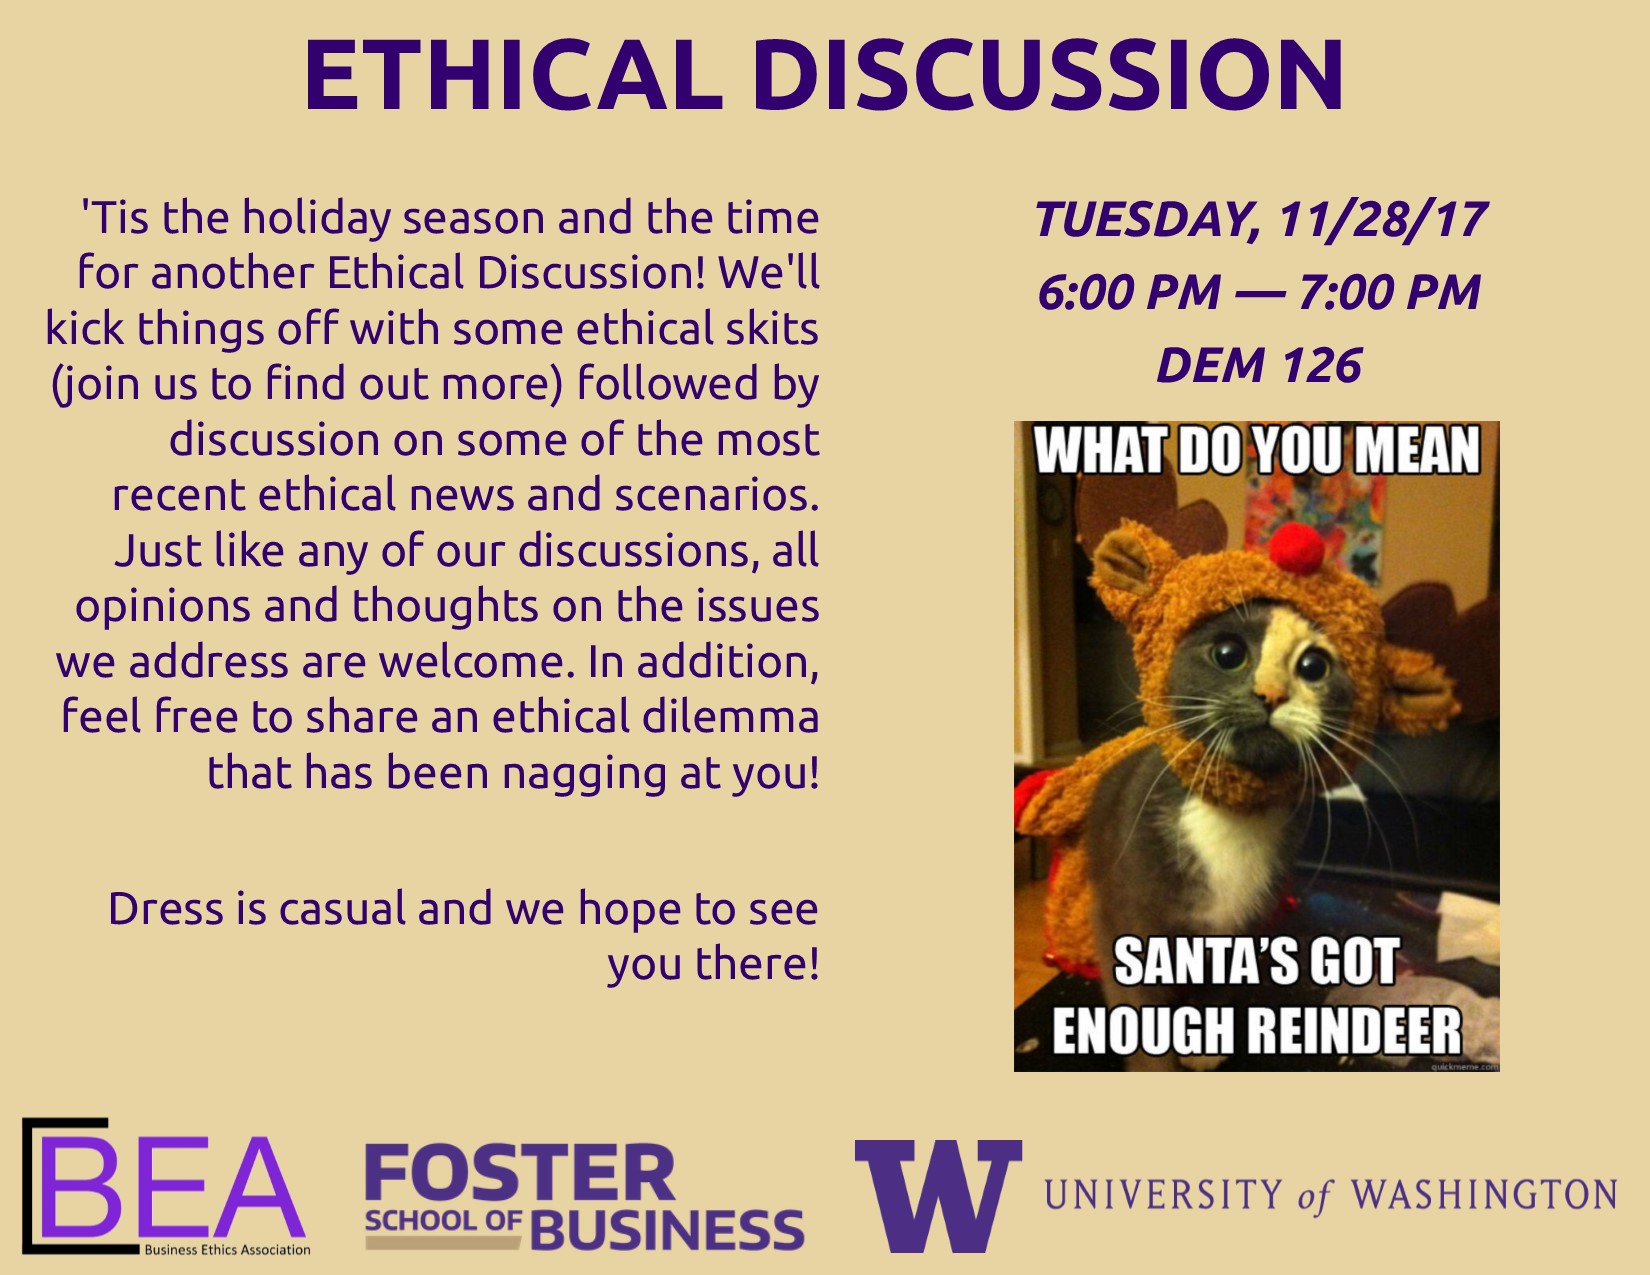 ETHICAL DISCUSSION
'Tis the holiday season and the time
for another Ethical Discussion! We'll
kick things off with some ethical skits
(join us to find out more) followed by
discussion on some of the most
recent ethical news and scenarios.
Just like any of our discussions, all
opinions and thoughts on the issues
we address are welcome. In addition,
feel free to share an ethical dilemma
that has been nagging at you!
Dress is casual and we hope to see
you there!
TUESDAY, 11/28/17
6:00 PM — 7:00 PM
DEM 126
WHAT DO YOU MEAN
SANTA'S GOT
ENOUGH REINDEER
quickmeme.com
BEA
Business Ethics Association
FOSTER
SCHOOL OF BUSINESS
W UNIVERSITY of WASHINGTON